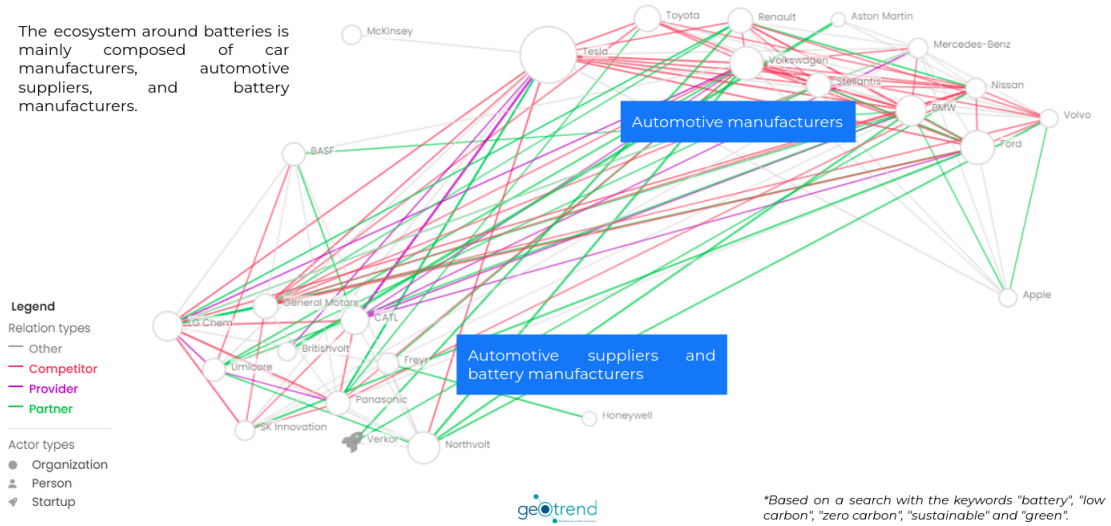 The ecosystem around batteries is
mainly composed of car
manufacturers, automotive
suppliers, and battery
manufacturers.
McKinsey
Toyota
Renault
Aston Martin
Tesla
Mercedes-Benz
Volkswagen
Stellantis
Nissan
BMW
Volvo
Automotive manufacturers
Ford
BASF
Apple
General Motors
LG Chem
CATL
Britishvolt
Umicore
Freyr
Automotive suppliers and
battery manufacturers
Panasonic
Honeywell
SK Innovation
Verkor
Northvolt
Legend
Relation types
Other
Competitor
Provider
Partner
Actor types
Organization
Person
Startup
geotrend
*Based on a search with the keywords "battery", "low
carbon", "zero carbon", "sustainable" and "green".